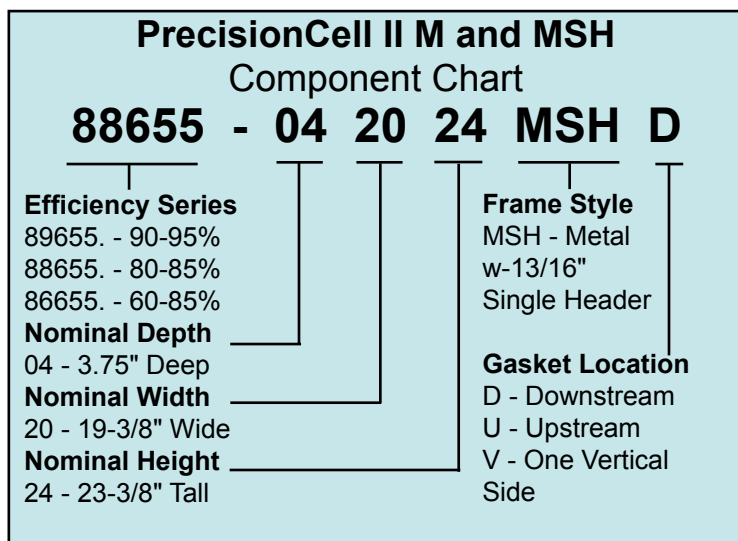 PrecisionCell II M and MSH
Component Chart
88655 - 04 20 24 MSH D
Efficiency Series
89655. - 90-95%
88655. - 80-85%
86655. - 60-85%
Nominal Depth
04 - 3.75" Deep
Nominal Width
20 - 19-3/8" Wide
Nominal Height
24 - 23-3/8" Tall
Frame Style
MSH - Metal
w-13/16"
Single Header
Gasket Location
D - Downstream
U - Upstream
V - One Vertical
Side